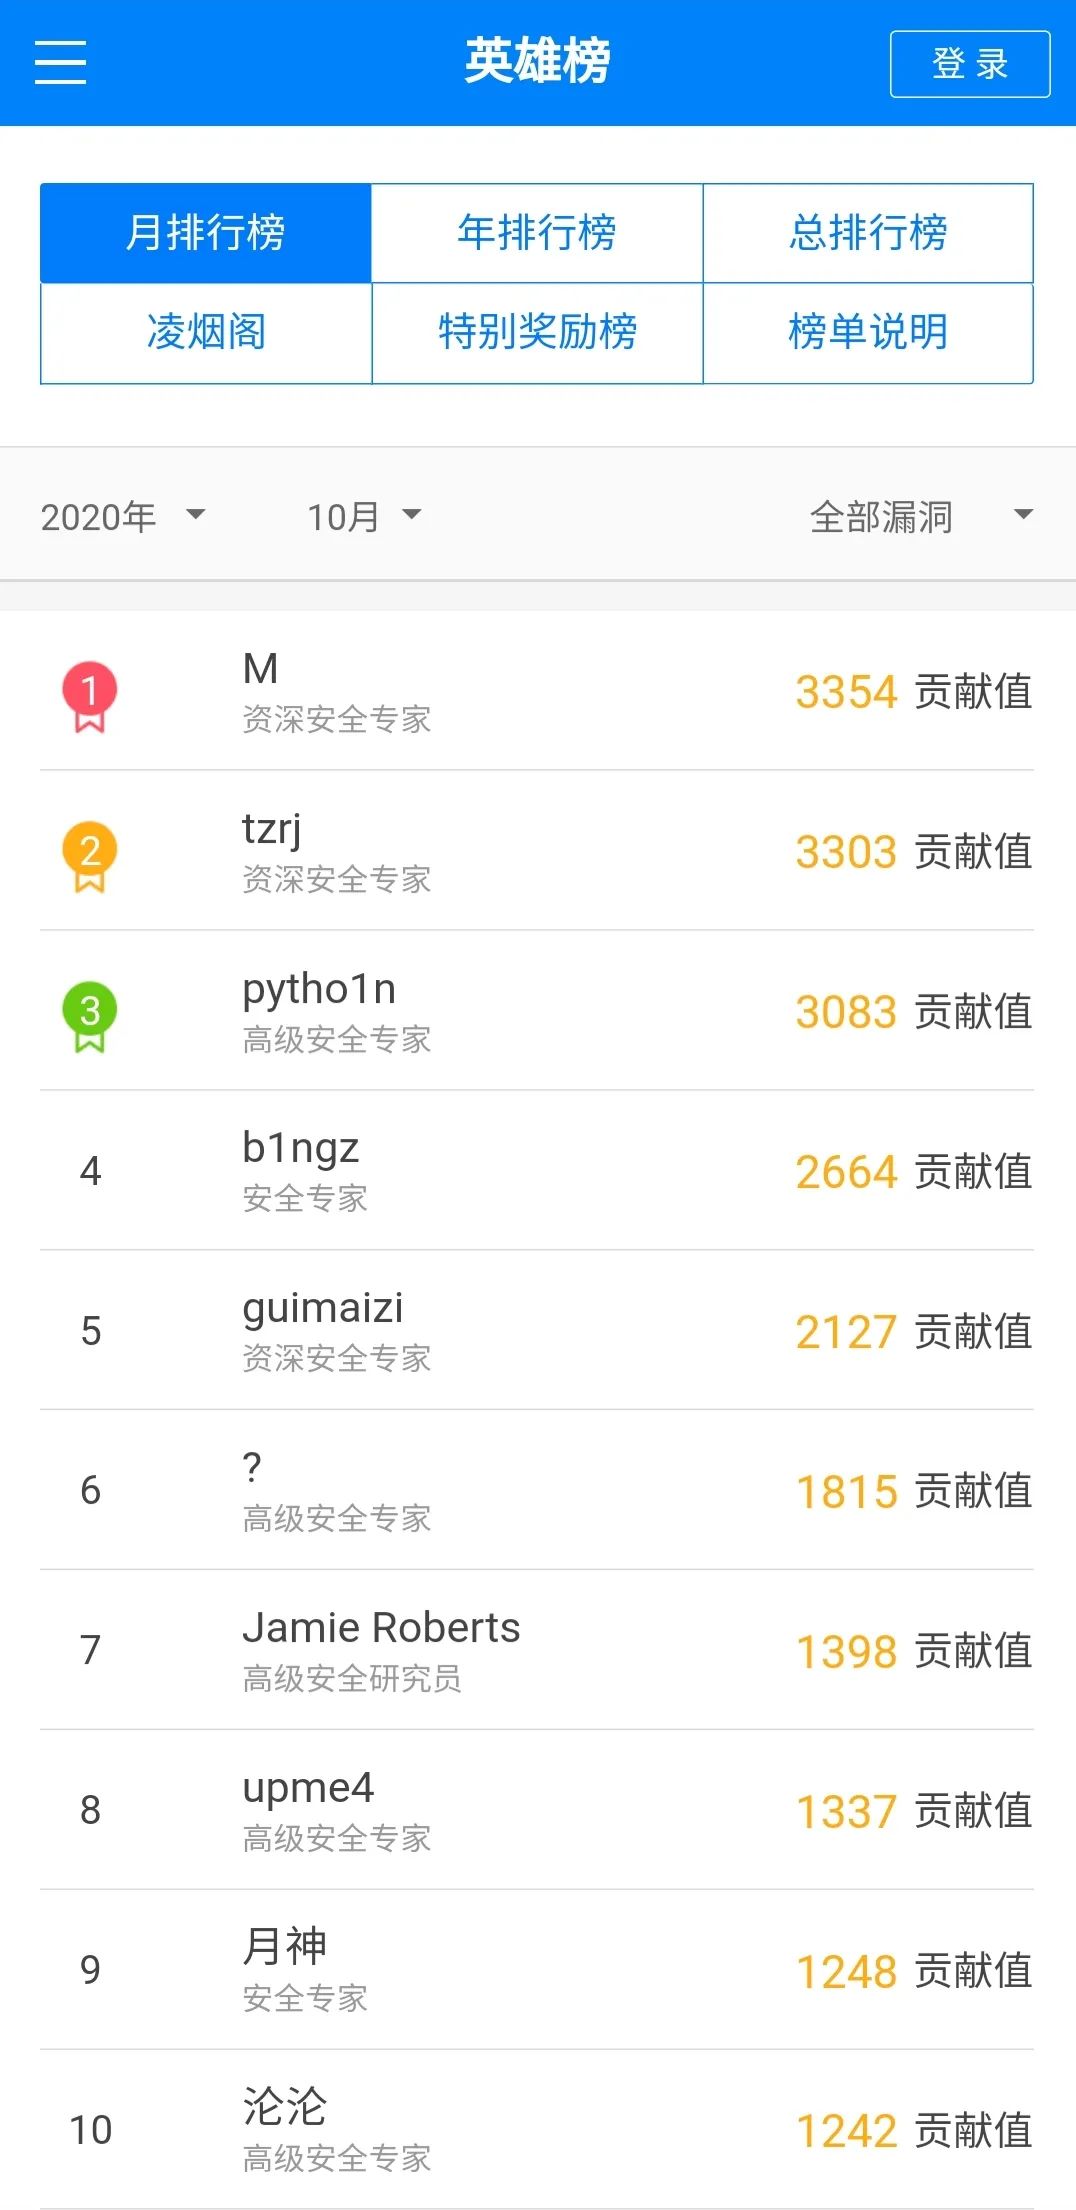 英雄榜
登 录
月排行榜 年排行榜 总排行榜
凌烟阁 特别奖励榜 榜单说明
2020年 10月 全部漏洞
1 M 3354 贡献值
资深安全专家
2 tzrj 3303 贡献值
资深安全专家
3 pytho1n 3083 贡献值
高级安全专家
4 b1ngz 2664 贡献值
安全专家
5 guimaizi 2127 贡献值
资深安全专家
6 ? 1815 贡献值
高级安全专家
7 Jamie Roberts 1398 贡献值
高级安全研究员
8 upme4 1337 贡献值
高级安全专家
9 月神 1248 贡献值
安全专家
10 沦沦 1242 贡献值
高级安全专家